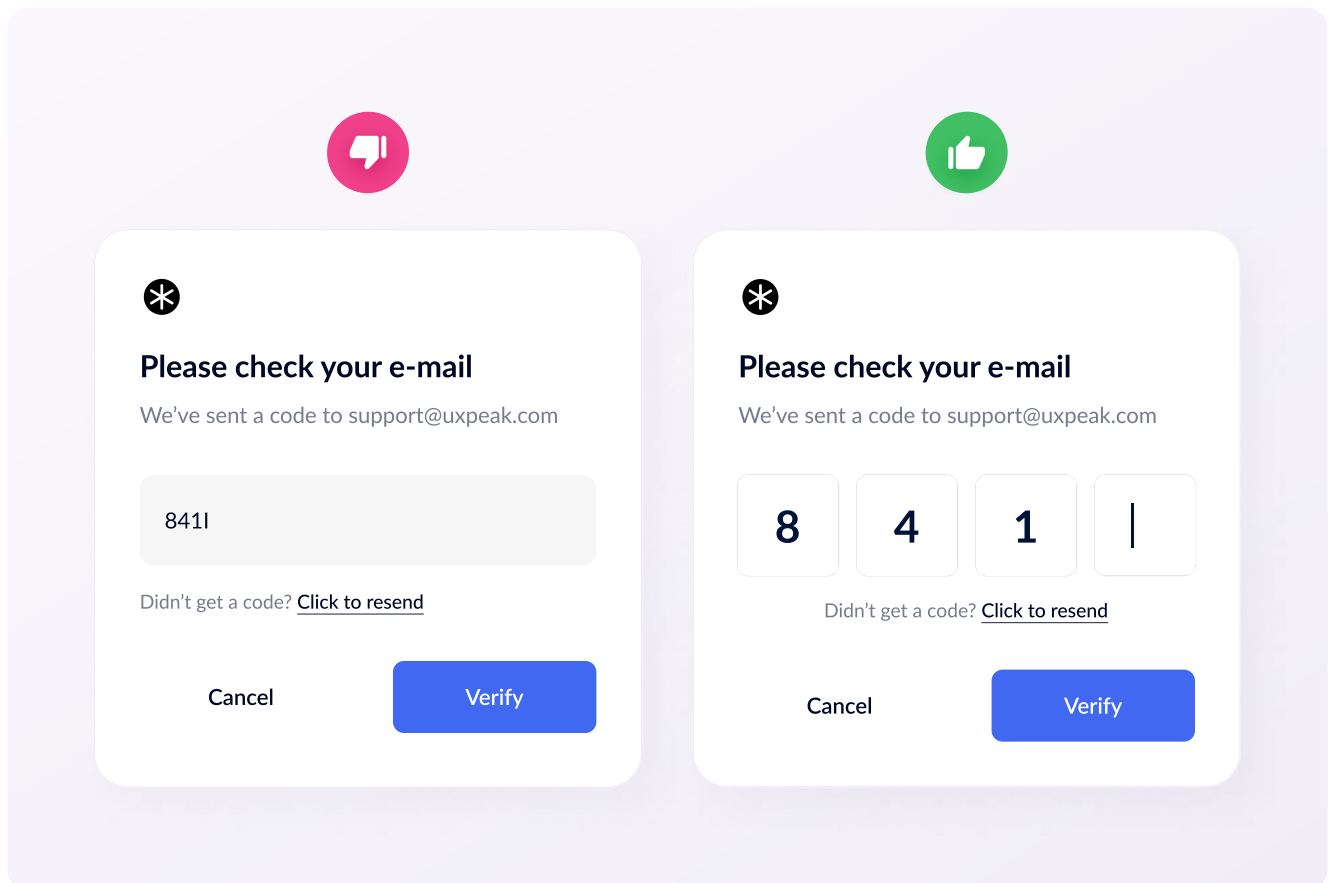 Please check your e-mail
We’ve sent a code to support@uxpeak.com
841
Didn’t get a code? Click to resend
Cancel Verify
Please check your e-mail
We’ve sent a code to support@uxpeak.com
8 4 1
Didn’t get a code? Click to resend
Cancel Verify